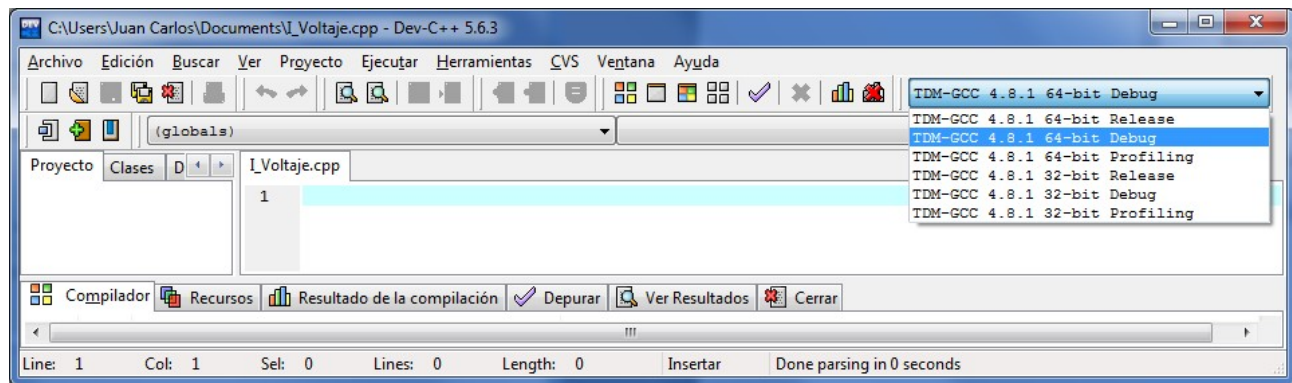 C:\Users\Juan Carlos\Documents\I_Voltaje.cpp - Dev-C++ 5.6.3
Archivo Edición Buscar Ver Proyecto Ejecutar Herramientas CVS Ventana Ayuda
TDM-GCC 4.8.1 64-bit Debug
(globals)
TDM-GCC 4.8.1 64-bit Release
TDM-GCC 4.8.1 64-bit Debug
TDM-GCC 4.8.1 64-bit Profiling
TDM-GCC 4.8.1 32-bit Release
TDM-GCC 4.8.1 32-bit Debug
TDM-GCC 4.8.1 32-bit Profiling
Proyecto Clases D I_Voltaje.cpp
1
Compilador Recursos Resultado de la compilación Depurar Ver Resultados Cerrar
Line: 1 Col: 1 Sel: 0 Lines: 0 Length: 0 Insertar Done parsing in 0 seconds